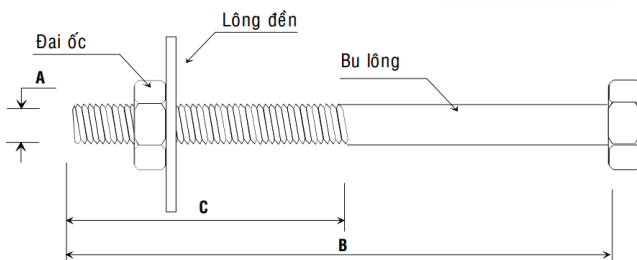 Lông đền
Đai ốc
Bu lông
A
C
B